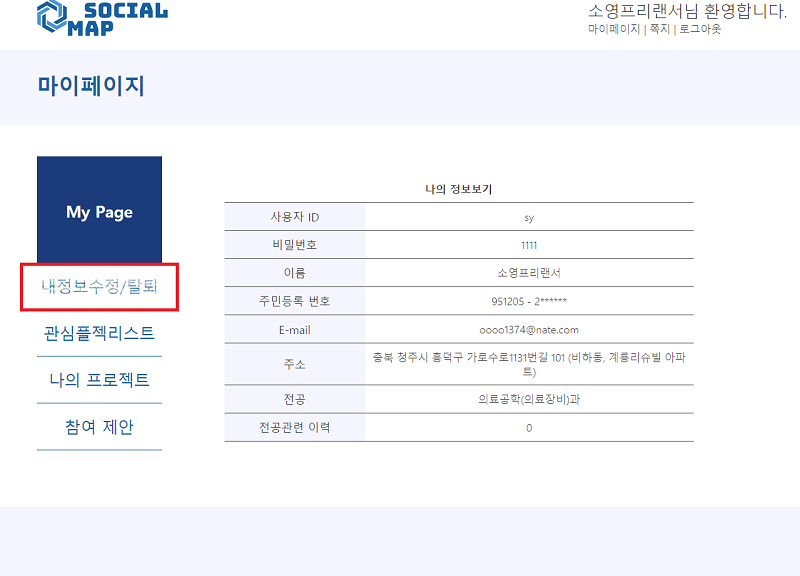 SOCIAL
MAP
소영프리랜서님 환영합니다.
마이페이지 | 쪽지 | 로그아웃
마이페이지
My Page
내정보수정/탈퇴
관심플젝리스트
나의 프로젝트
참여 제안
나의 정보보기
사용자 ID sy
비밀번호 1111
이름 소영프리랜서
주민등록 번호 951205 - 2******
E-mail oooo1374@nate.com
주소 충북 청주시 흥덕구 가로수로1131번길 101 (비하동, 계룡리슈빌 아파
트)
전공 의료공학(의료장비)과
전공관련 이력 0